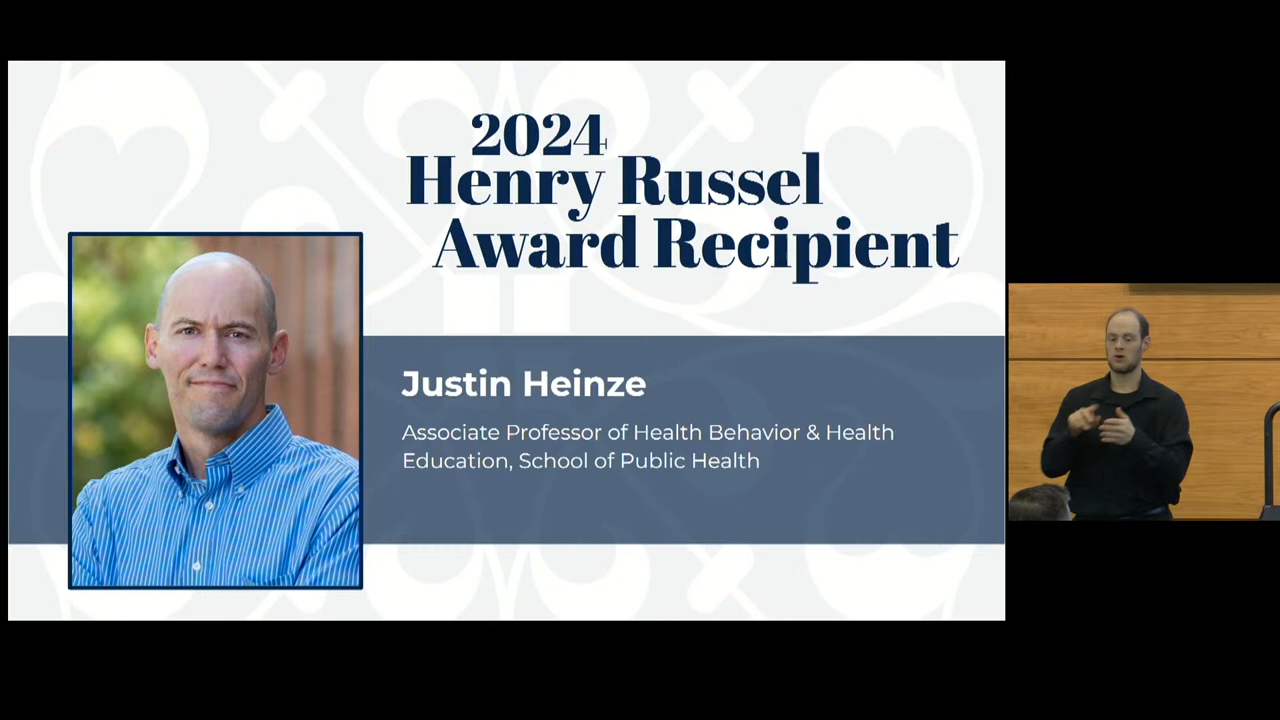 2024
Henry Russel
Award Recipient
Justin Heinze
Associate Professor of Health Behavior & Health
Education, School of Public Health